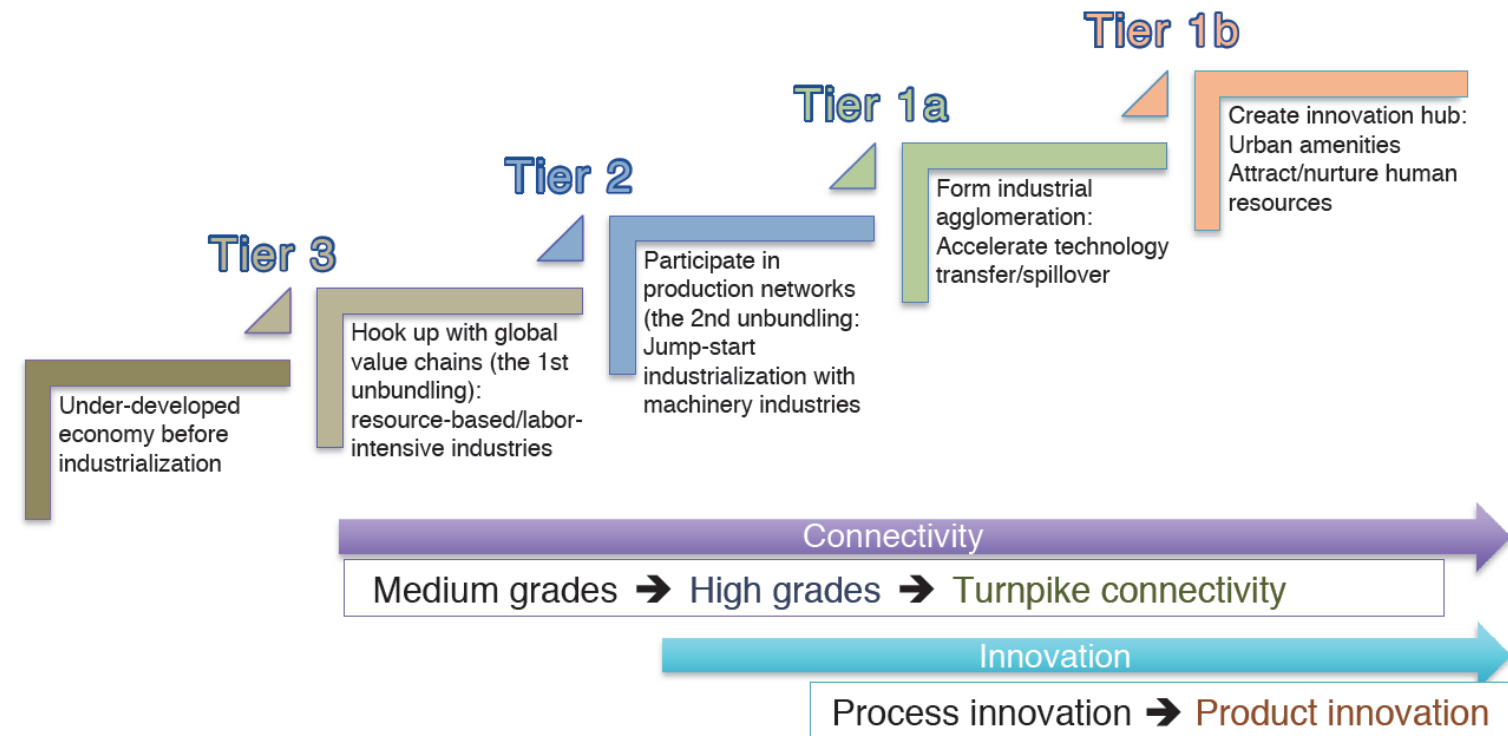 Tier 1b
Create innovation hub:
Urban amenities
Attract/nurture human
resources
Tier 1a
Form industrial
agglomeration:
Accelerate technology
transfer/spillover
Tier 2
Participate in
production networks
(the 2nd unbundling:
Jump-start
industrialization with
machinery industries
Tier 3
Hook up with global
value chains (the 1st
unbundling):
resource-based/labor-
intensive industries
Under-developed
economy before
industrialization
Connectivity
Medium grades ➔ High grades ➔ Turnpike connectivity
Innovation
Process innovation ➔ Product innovation